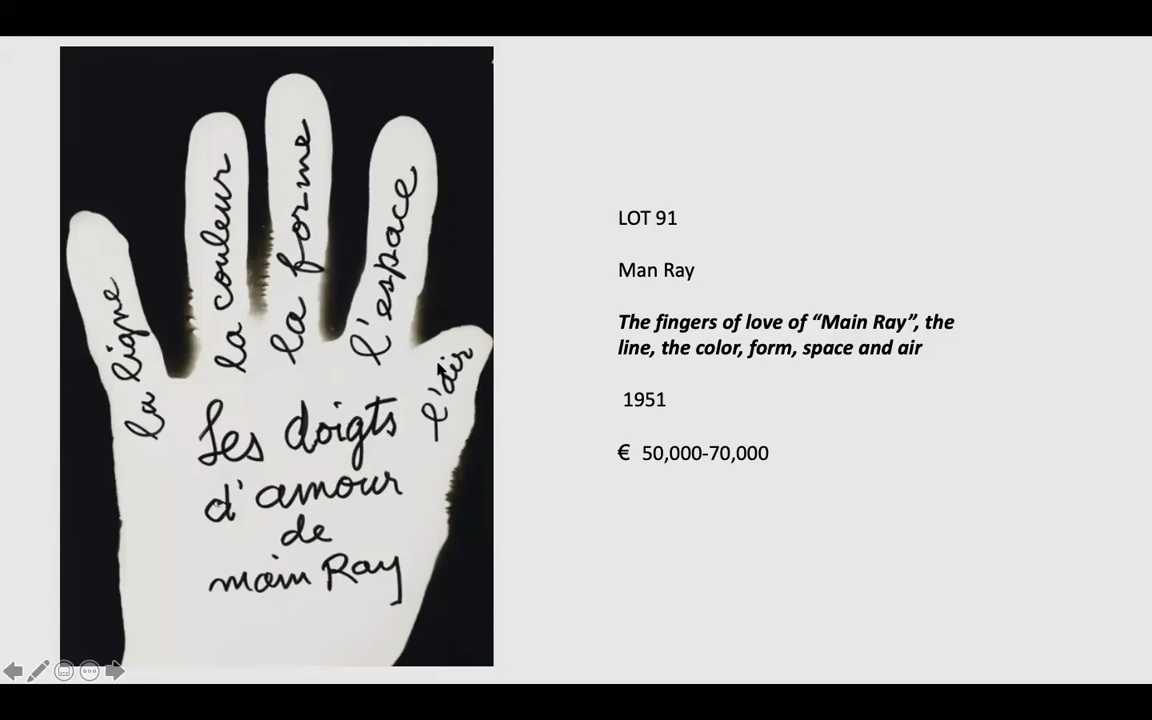 la ligne
la couleur
la forme
l'espace
l'air
Les doigts
d'amour
de
main Ray
LOT 91
Man Ray
The fingers of love of “Main Ray”, the
line, the color, form, space and air
1951
€ 50,000-70,000